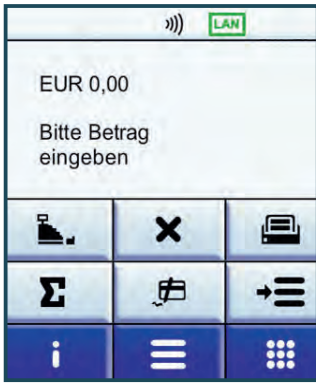 LAN
EUR 0,00
Bitte Betrag
eingeben
Σ
i